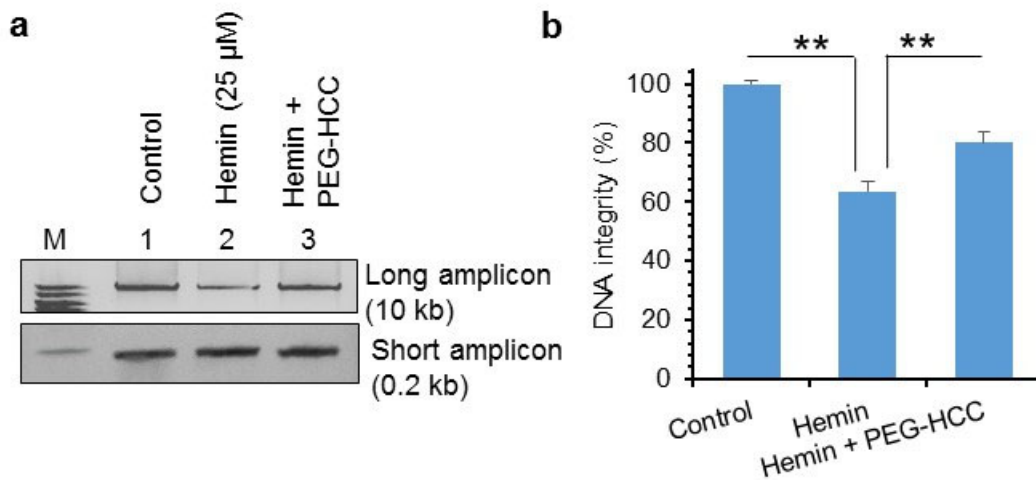 a
Control
Hemin (25 µM)
Hemin +
PEG-HCC
M
1
2
3
Long amplicon
(10 kb)
Short amplicon
(0.2 kb)
b
**
**
DNA integrity (%)
100
80
60
40
20
0
Control
Hemin
Hemin + PEG-HCC